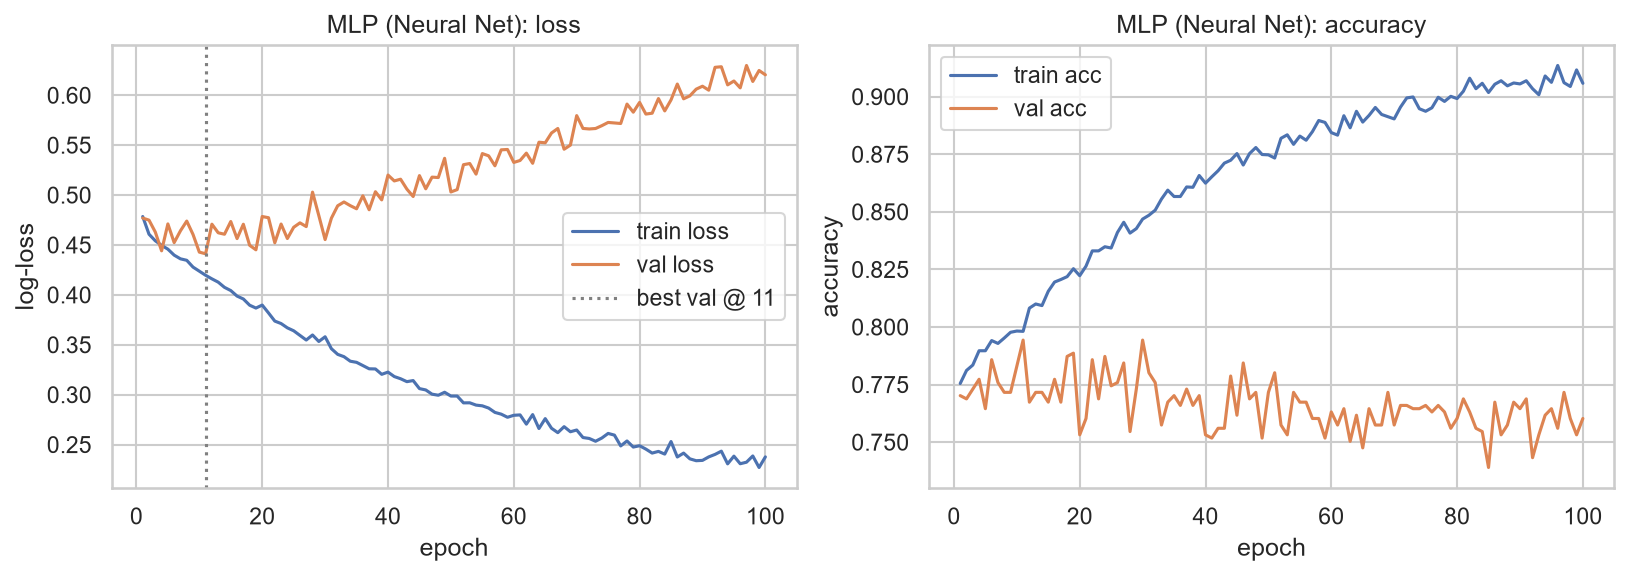 MLP (Neural Net): loss
log-loss
0.60
0.55
0.50
0.45
0.40
0.35
0.30
0.25
train loss
val loss
best val @ 11
0 20 40 60 80 100
epoch
MLP (Neural Net): accuracy
accuracy
0.900
0.875
0.850
0.825
0.800
0.775
0.750
train acc
val acc
0 20 40 60 80 100
epoch